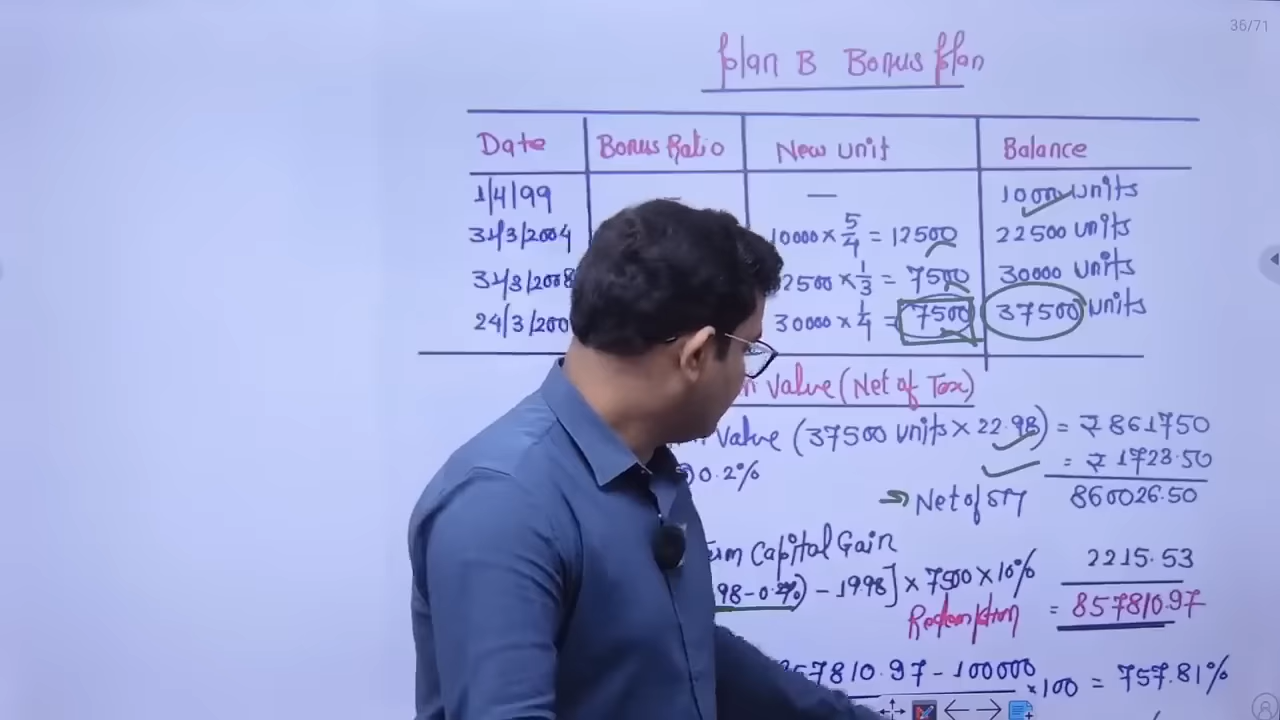 36/71
Plan B Bonus Plan
Date Bonus Ratio New unit Balance
1/4/99 — — 10000 units
31/3/2004 10000 × 5/4 = 12500 22500 units
31/3/2008 2500 × 1/3 = 7500 30000 units
24/3/200 30000 × 1/4 = 7500 37500 units
Value (Net of Tax)
Value (37500 units × 22.98) = ₹ 861750
@ 0.2% = ₹ 1723.50
→ Net of STT 860026.50
Capital Gain
98 - 0.2%) - 19.98] × 7500 × 10% 2215.53
Redemption = 857810.97
857810.97 - 100000 × 100 = 757.81%